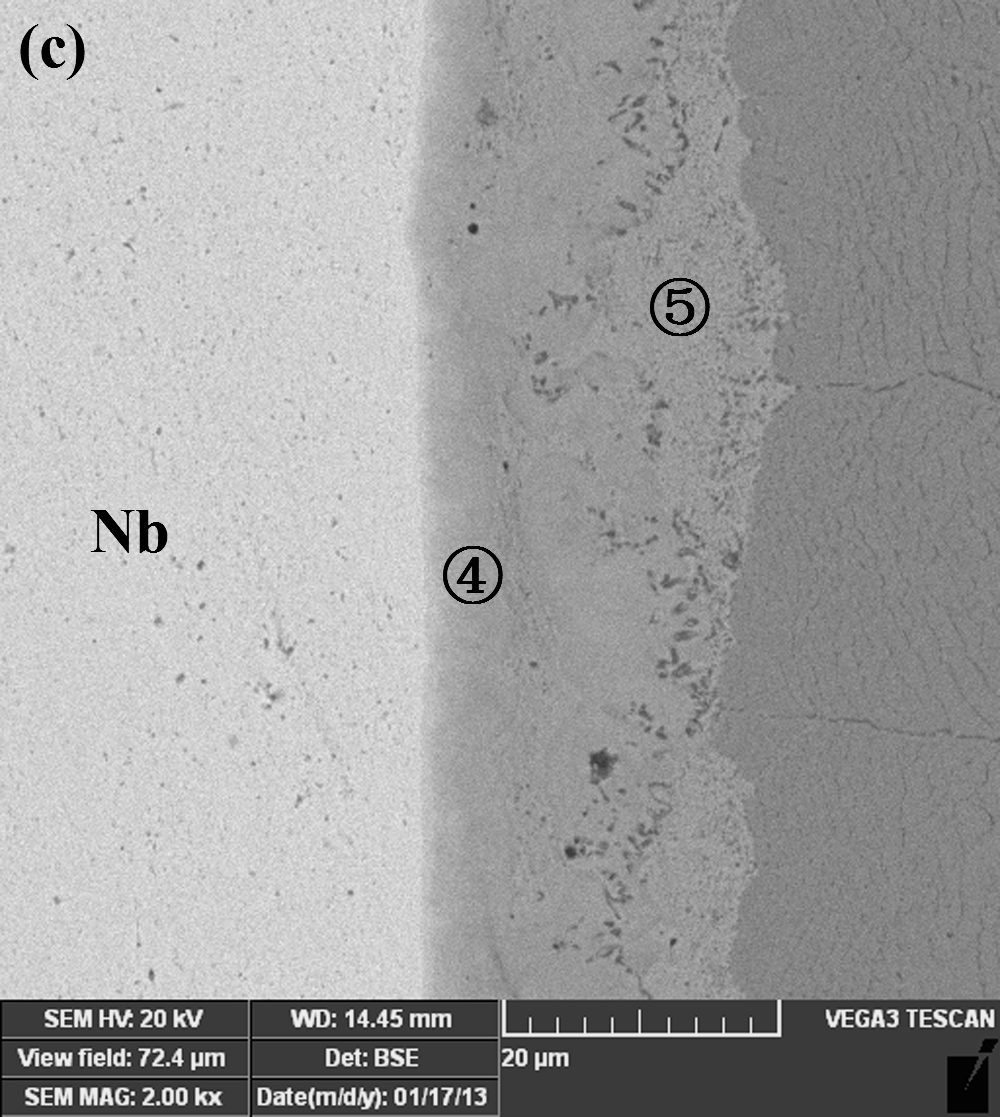 (c)
⑤
Nb
④
SEM HV: 20 kV WD: 14.45 mm VEGA3 TESCAN
View field: 72.4 µm Det: BSE 20 µm
SEM MAG: 2.00 kx Date(m/d/y): 01/17/13